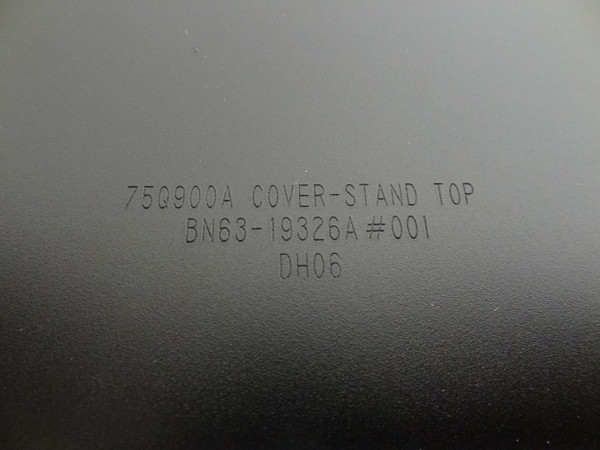 75Q900A COVER-STAND TOP
BN63-19326A #001
DH06